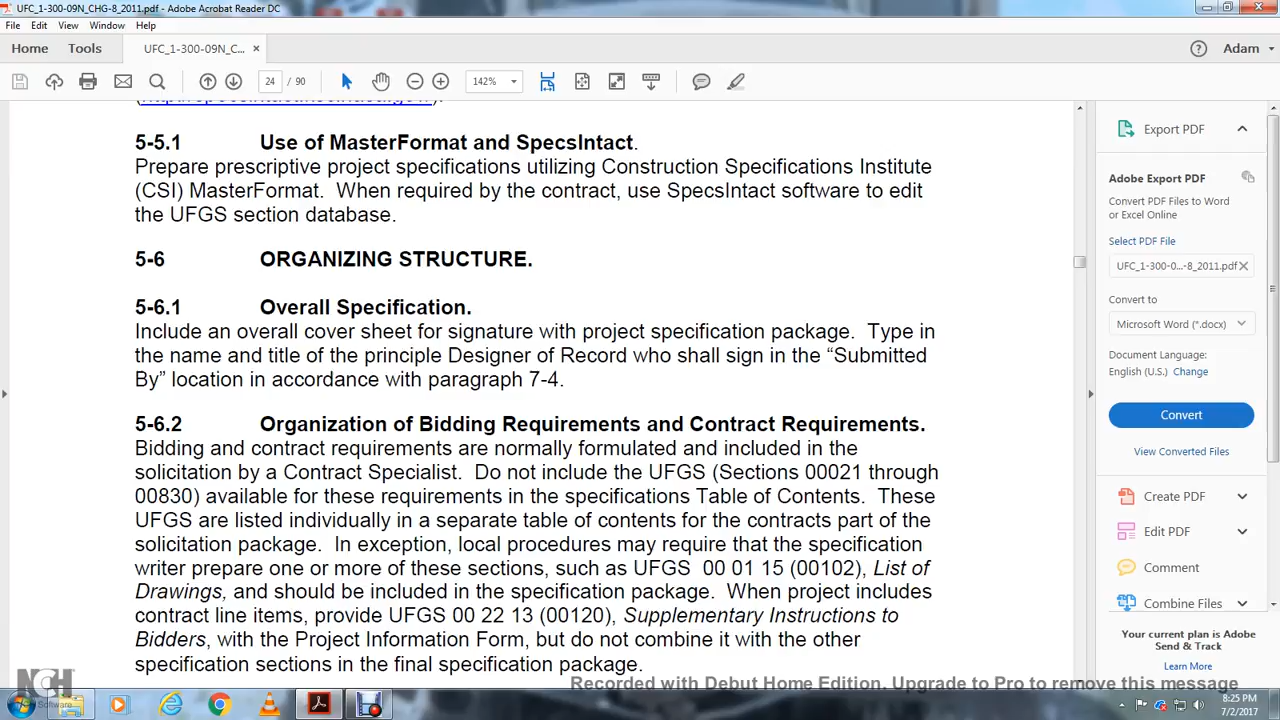 UFC_1-300-09N_CHG-8_2011.pdf - Adobe Acrobat Reader DC
File Edit View Window Help
Home Tools UFC_1-300-09N_C... × Adam
24 / 90 142%
5-5.1 Use of MasterFormat and SpecsIntact.
Prepare prescriptive project specifications utilizing Construction Specifications Institute
(CSI) MasterFormat. When required by the contract, use SpecsIntact software to edit
the UFGS section database.
5-6 ORGANIZING STRUCTURE.
5-6.1 Overall Specification.
Include an overall cover sheet for signature with project specification package. Type in
the name and title of the principle Designer of Record who shall sign in the “Submitted
By” location in accordance with paragraph 7-4.
5-6.2 Organization of Bidding Requirements and Contract Requirements.
Bidding and contract requirements are normally formulated and included in the
solicitation by a Contract Specialist. Do not include the UFGS (Sections 00021 through
00830) available for these requirements in the specifications Table of Contents. These
UFGS are listed individually in a separate table of contents for the contracts part of the
solicitation package. In exception, local procedures may require that the specification
writer prepare one or more of these sections, such as UFGS 00 01 15 (00102), List of
Drawings, and should be included in the specification package. When project includes
contract line items, provide UFGS 00 22 13 (00120), Supplementary Instructions to
Bidders, with the Project Information Form, but do not combine it with the other
specification sections in the final specification package.
Export PDF
Adobe Export PDF
Convert PDF Files to Word
or Excel Online
Select PDF File
UFC_1-300-0...-8_2011.pdf
Convert to
Microsoft Word (*.docx)
Document Language:
English (U.S.) Change
Convert
View Converted Files
Create PDF
Edit PDF
Comment
Combine Files
Your current plan is Adobe
Send & Track
Learn More
NCH
Software
Recorded with Debut Home Edition. Upgrade to Pro to remove this message
8:25 PM
7/2/2017